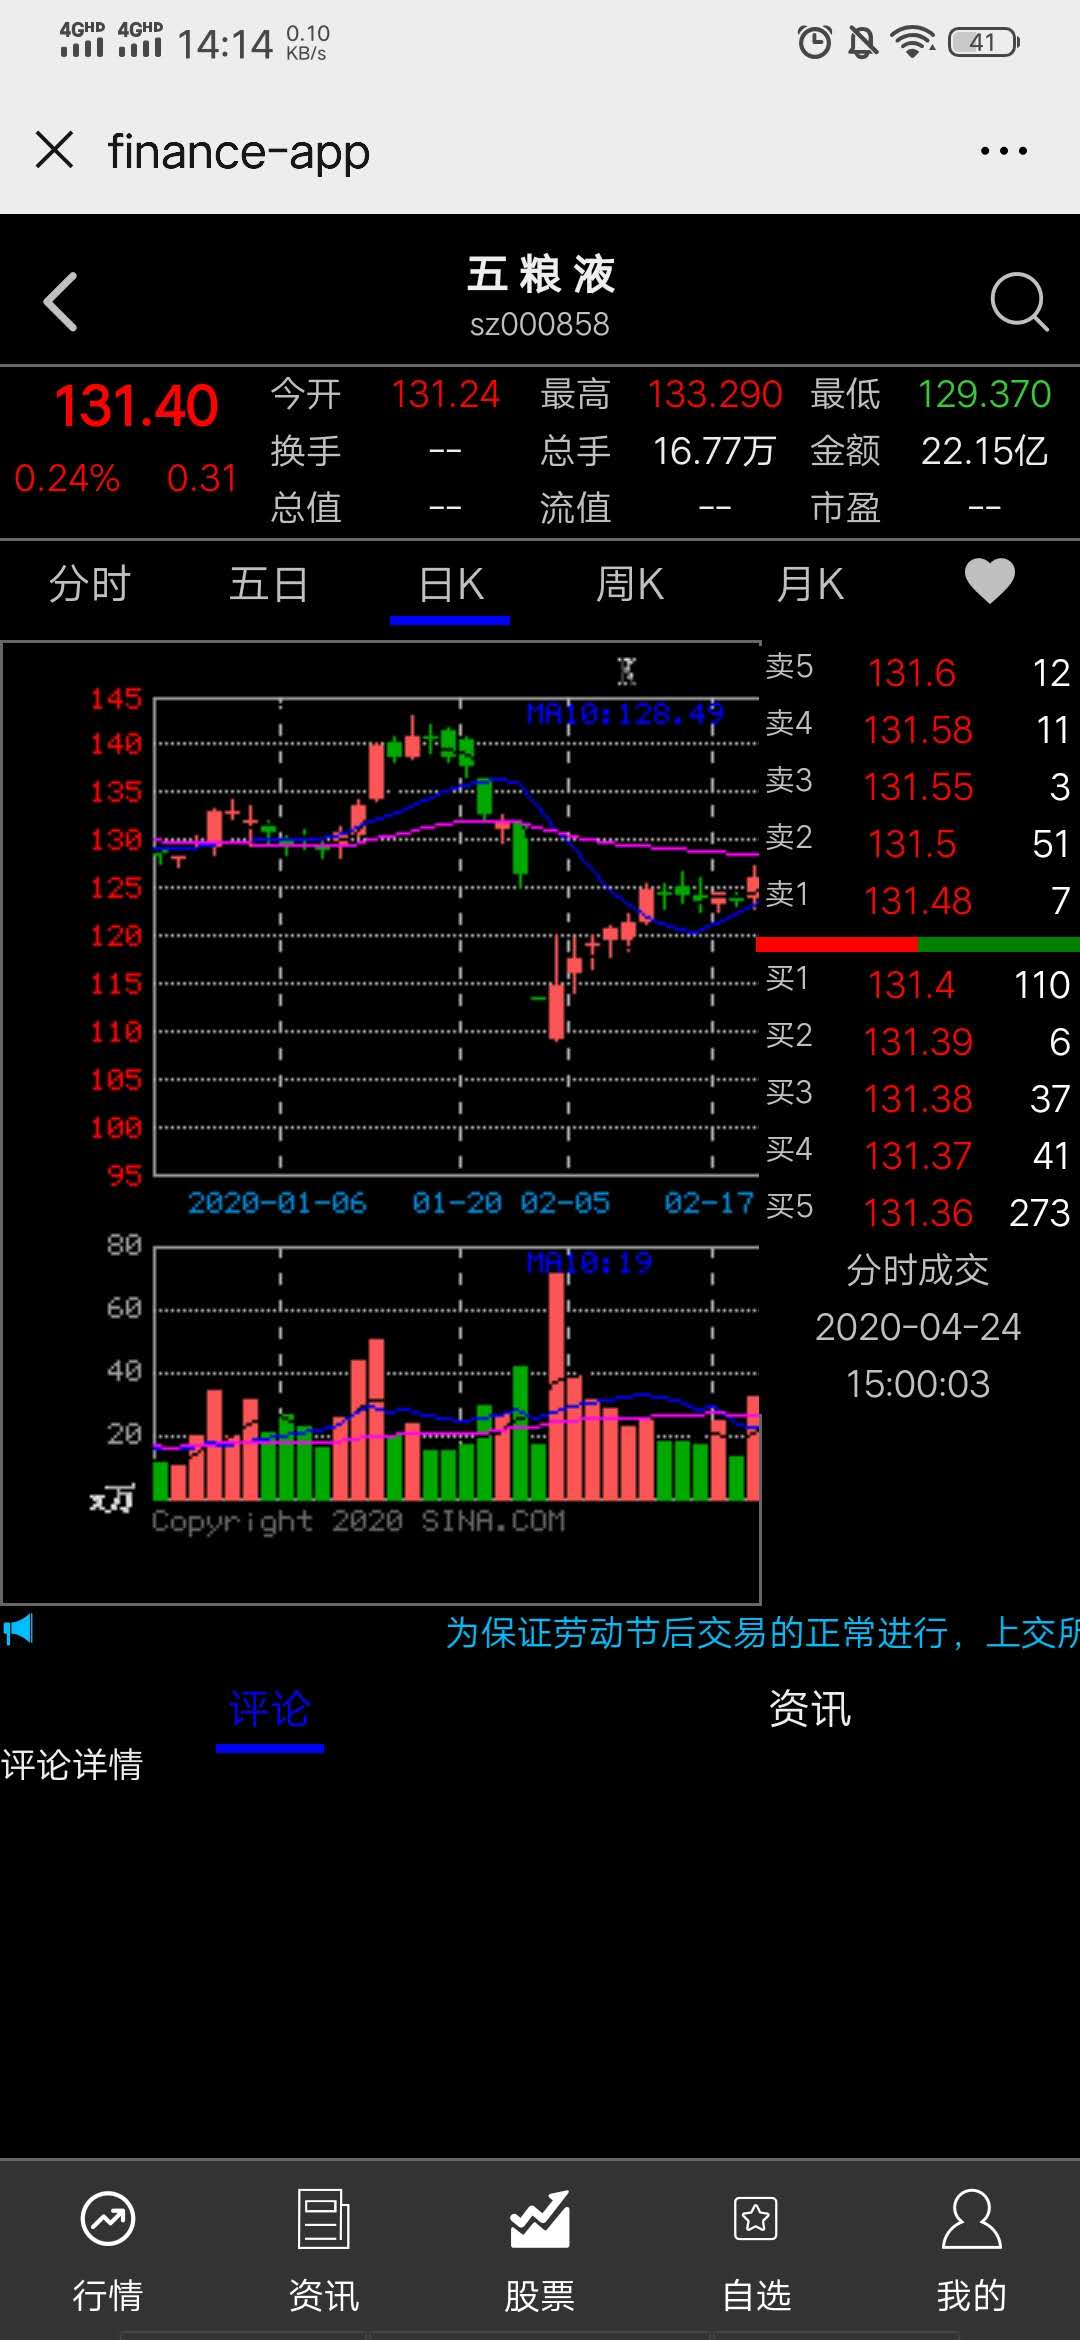 4GHD 4GHD 14:14 0.10 KB/s 41
finance-app
五 粮 液
sz000858
131.40 今开 131.24 最高 133.290 最低 129.370
换手 -- 总手 16.77万 金额 22.15亿
0.24% 0.31
总值 -- 流值 -- 市盈 --
分时 五日 日K 周K 月K
MA10:128.49
145
140
135
130
125
120
115
110
105
100
95
2020-01-06 01-20 02-05 02-17
MA10:19
80
60
40
20
x万
Copyright 2020 SINA.COM
卖5 131.6 12
卖4 131.58 11
卖3 131.55 3
卖2 131.5 51
卖1 131.48 7
买1 131.4 110
买2 131.39 6
买3 131.38 37
买4 131.37 41
买5 131.36 273
分时成交
2020-04-24
15:00:03
为保证劳动节后交易的正常进行，上交所
评论 资讯
评论详情
行情 资讯 股票 自选 我的